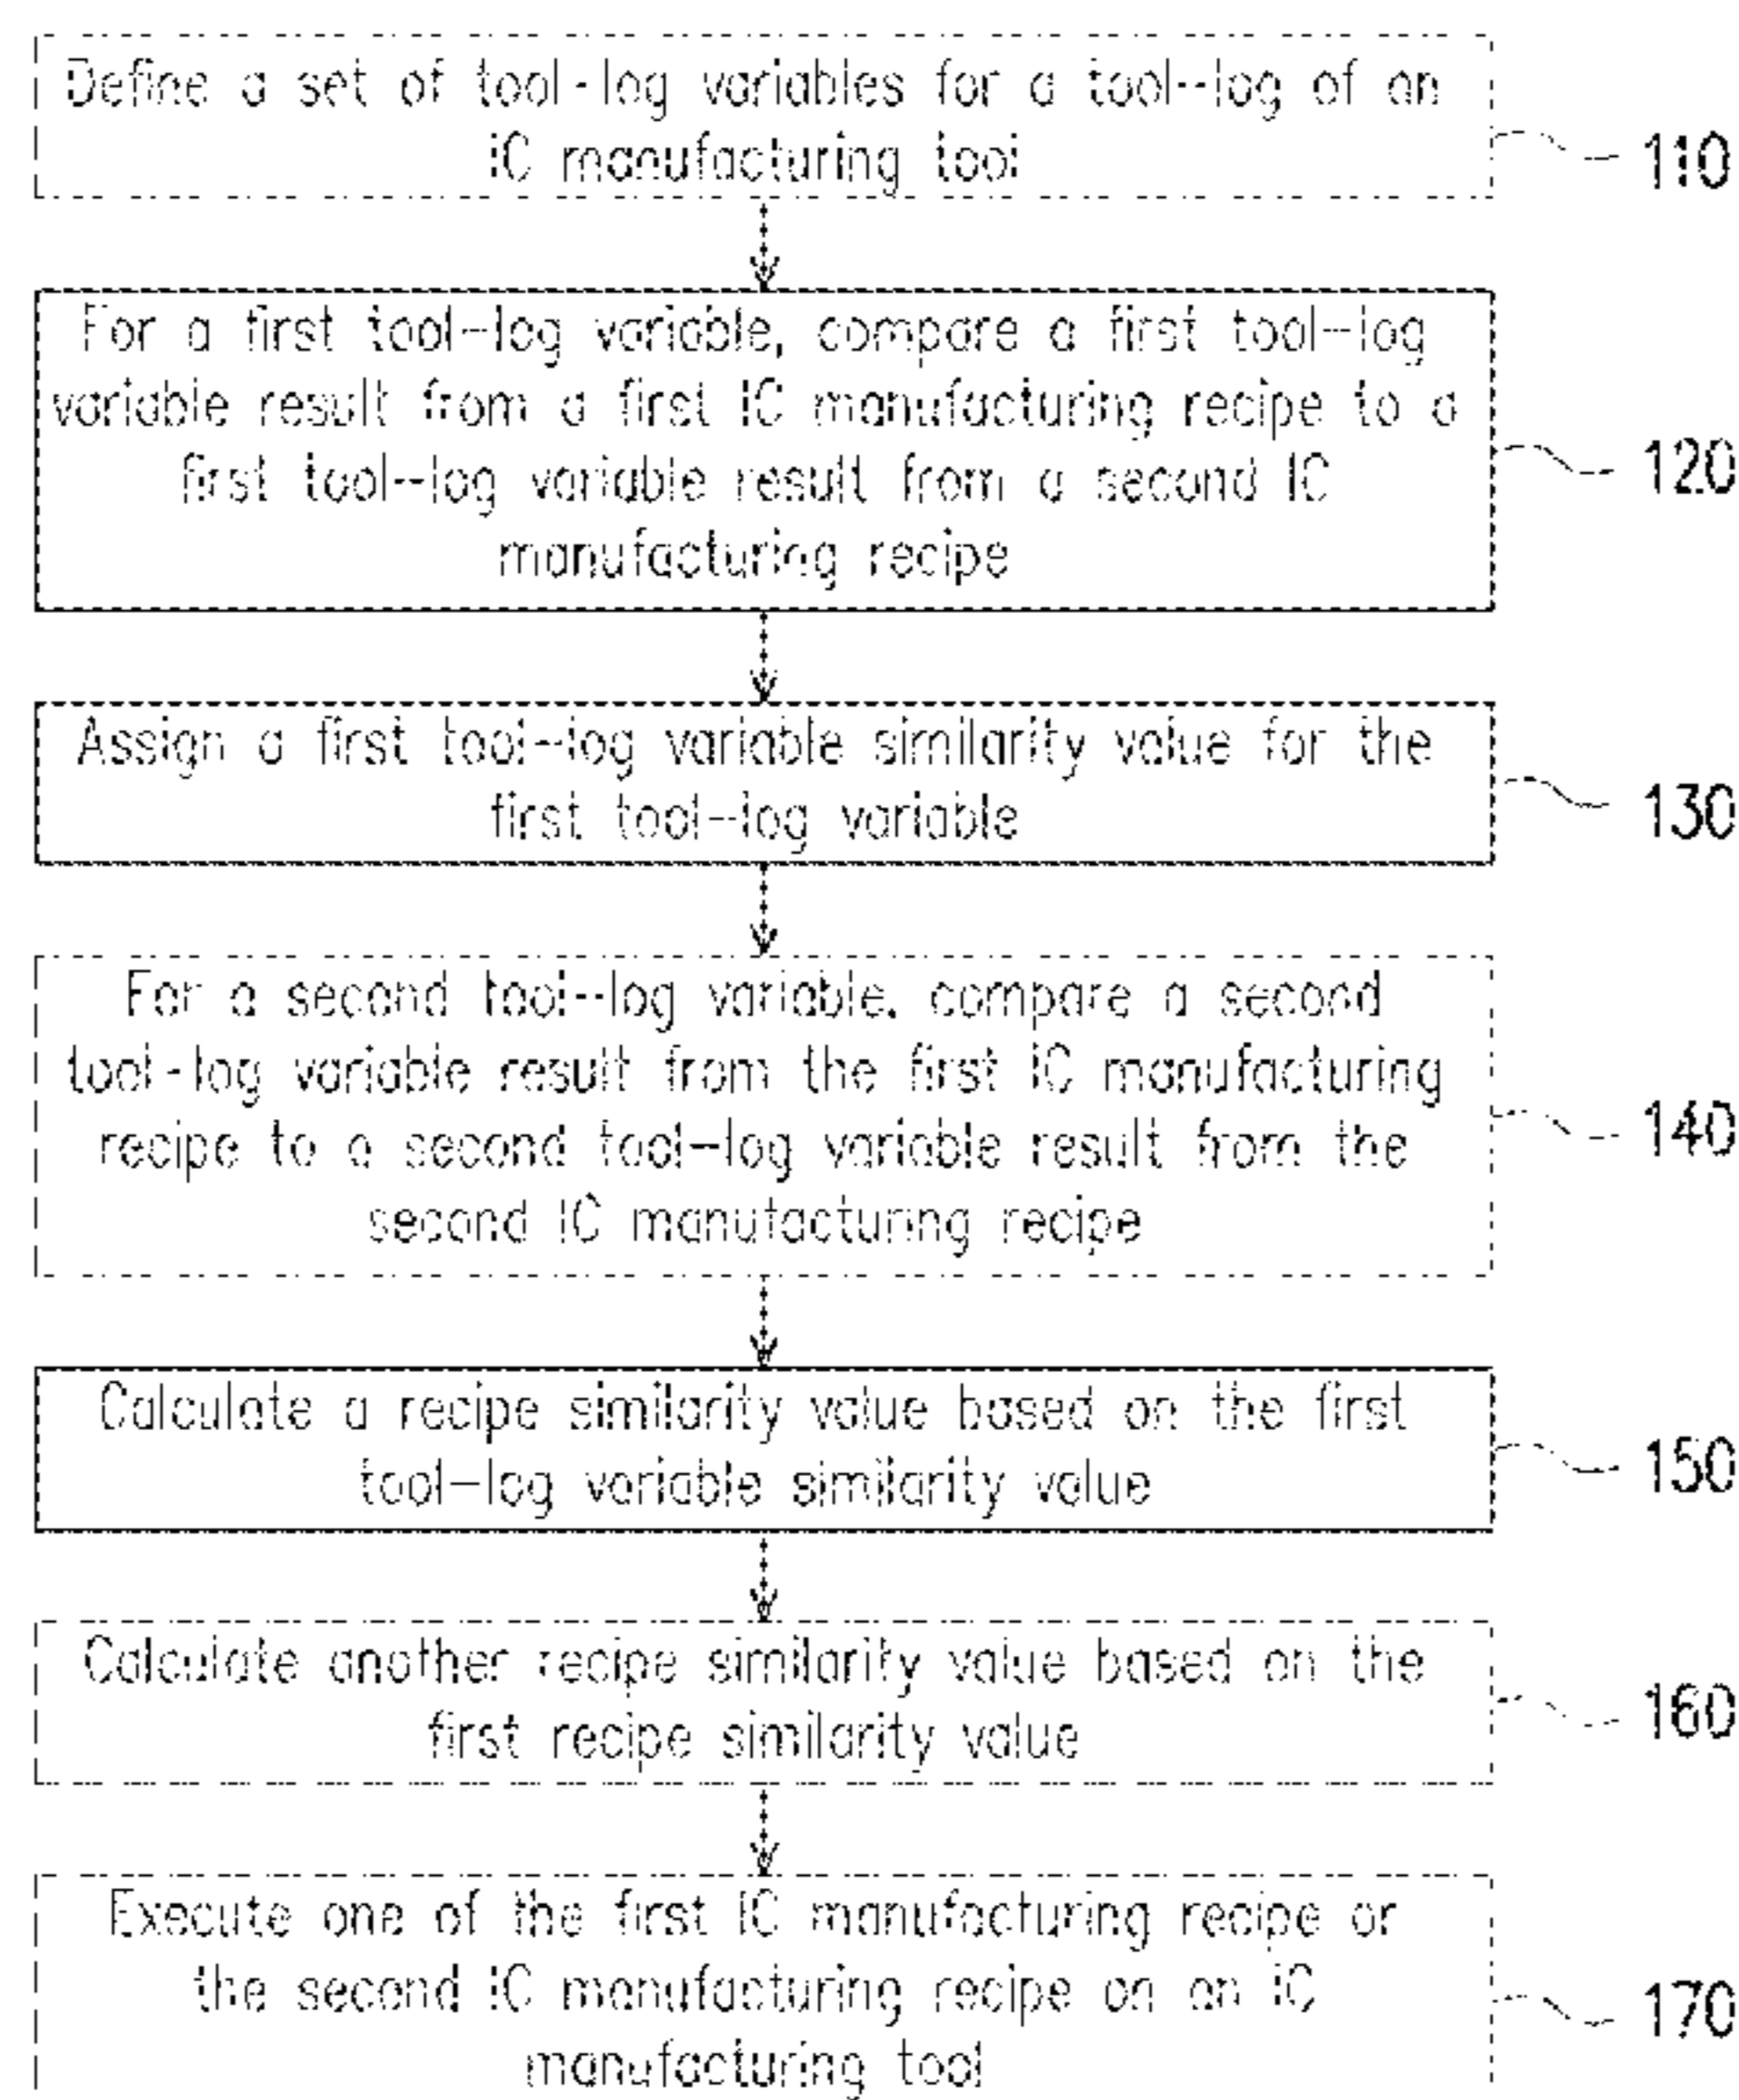 Define a set of tool-log variables for a tool-log of an
IC manufacturing tool
110
For a first tool-log variable, compare a first tool-log
variable result from a first IC manufacturing recipe to a
first tool-log variable result from a second IC
manufacturing recipe
120
Assign a first tool-log variable similarity value for the
first tool-log variable
130
For a second tool-log variable, compare a second
tool-log variable result from the first IC manufacturing
recipe to a second tool-log variable result from the
second IC manufacturing recipe
140
Calculate a recipe similarity value based on the first
tool-log variable similarity value
150
Calculate another recipe similarity value based on the
first recipe similarity value
160
Execute one of the first IC manufacturing recipe or
the second IC manufacturing recipe on an IC
manufacturing tool
170